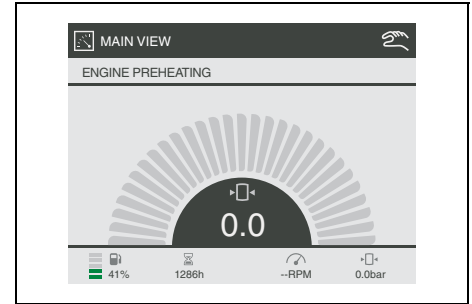 MAIN VIEW
ENGINE PREHEATING
0.0
41% 1286h --RPM 0.0bar